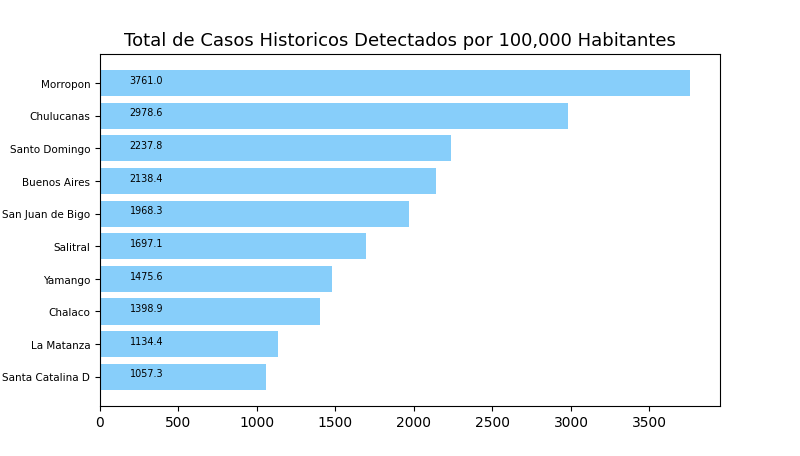 Total de Casos Historicos Detectados por 100,000 Habitantes
Morropon 3761.0
Chulucanas 2978.6
Santo Domingo 2237.8
Buenos Aires 2138.4
San Juan de Bigo 1968.3
Salitral 1697.1
Yamango 1475.6
Chalaco 1398.9
La Matanza 1134.4
Santa Catalina D 1057.3
0 500 1000 1500 2000 2500 3000 3500